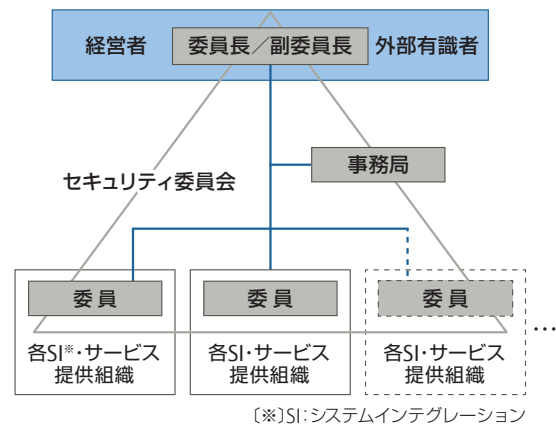 経営者
委員長／副委員長
外部有識者
事務局
セキュリティ委員会
委員
委員
委員
各SI※・サービス
提供組織
各SI・サービス
提供組織
各SI・サービス
提供組織
…
〔※〕SI：システムインテグレーション